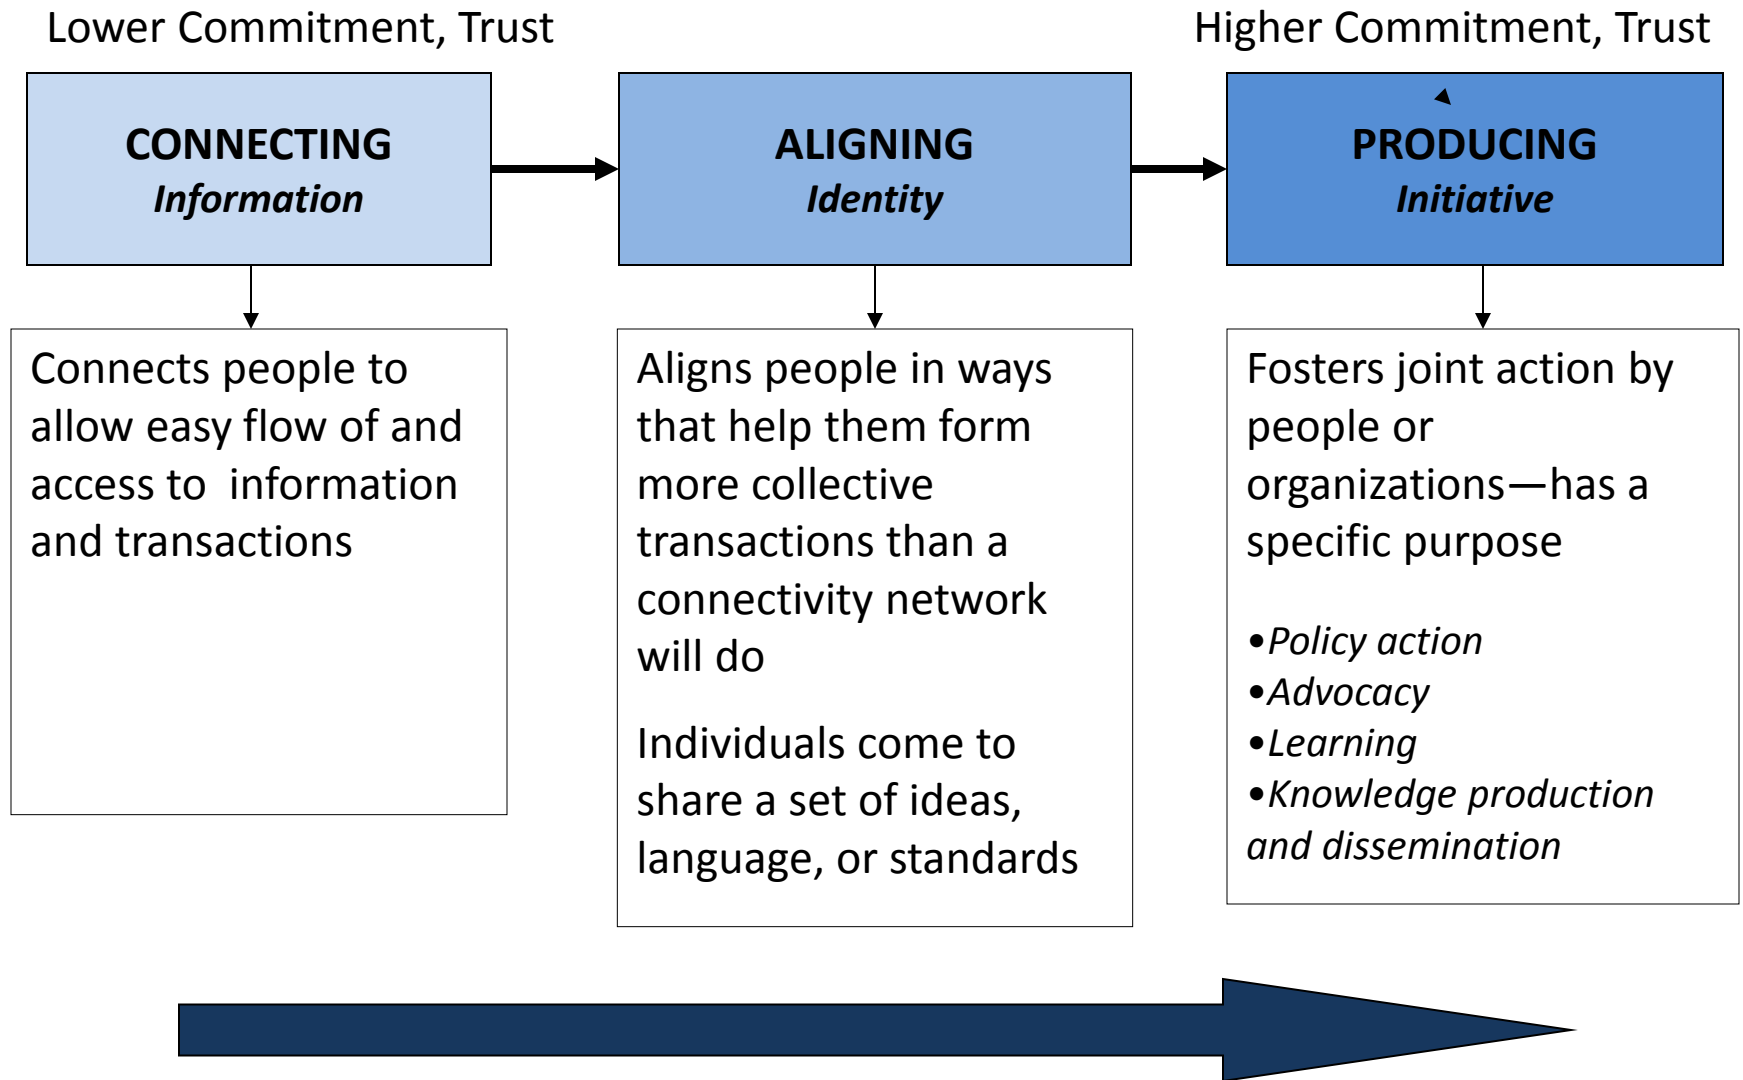 Lower Commitment, Trust
Higher Commitment, Trust
CONNECTING
Information
ALIGNING
Identity
PRODUCING
Initiative
Connects people to
allow easy flow of and
access to  information
and transactions
Aligns people in ways
that help them form
more collective
transactions than a
connectivity network
will do
Individuals come to
share a set of ideas,
language, or standards
Fosters joint action by
people or
organizations—has a
specific purpose
•Policy action
•Advocacy
•Learning
•Knowledge production
and dissemination